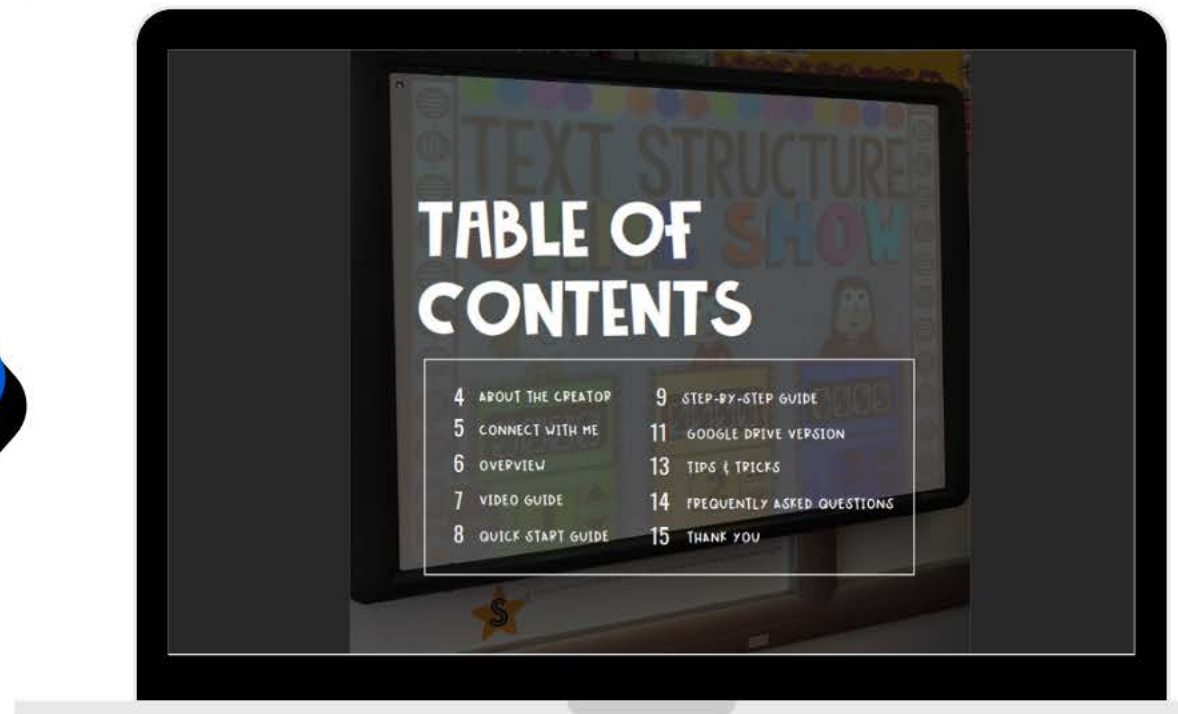 TEXT STRUCTURE
GAME SHOW
TABLE OF
CONTENTS
4 ABOUT THE CREATOR
5 CONNECT WITH ME
6 OVERVIEW
7 VIDEO GUIDE
8 QUICK START GUIDE
9 STEP-BY-STEP GUIDE
11 GOOGLE DRIVE VERSION
13 TIPS & TRICKS
14 FREQUENTLY ASKED QUESTIONS
15 THANK YOU
S